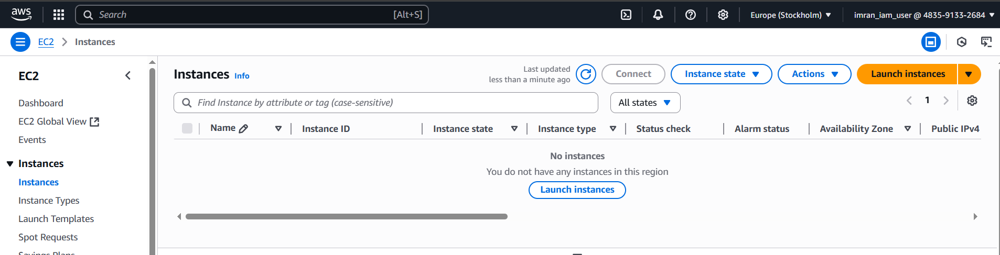 aws
Search [Alt+S]
Europe (Stockholm)
imran_iam_user @ 4835-9133-2684
EC2 Instances
EC2
Dashboard
EC2 Global View
Events
Instances
Instances
Instance Types
Launch Templates
Spot Requests
Savings Plans
Instances Info
Last updated
less than a minute ago
Connect
Instance state
Actions
Launch instances
Find Instance by attribute or tag (case-sensitive)
All states
1
Name Instance ID Instance state Instance type Status check Alarm status Availability Zone Public IPv4
No instances
You do not have any instances in this region
Launch instances